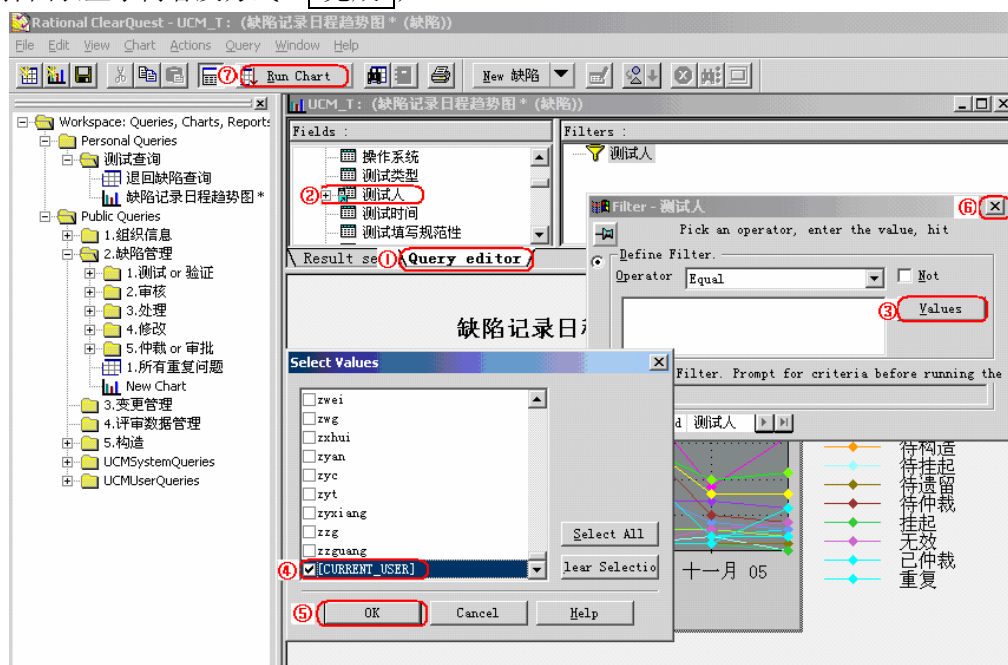 完成
Rational ClearQuest - UCM_T: (缺陷记录日程趋势图 * (缺陷))
File Edit View Chart Actions Query Window Help
⑦ Run Chart New 缺陷
Workspace: Queries, Charts, Reports
Personal Queries
测试查询
退回缺陷查询
缺陷记录日程趋势图 *
Public Queries
1.组织信息
2.缺陷管理
1.测试 or 验证
2.审核
3.处理
4.修改
5.仲裁 or 审批
1.所有重复问题
New Chart
3.变更管理
4.评审数据管理
5.构造
UCMSystemQueries
UCMUserQueries
UCM_T: (缺陷记录日程趋势图 * (缺陷))
Fields :
操作系统
测试类型
② 测试人
测试时间
测试填写规范性
Filters :
测试人
Result se ① Query editor
缺陷记录日
Filter - 测试人 ⑥
Pick an operator, enter the value, hit
Define Filter.
Operator Equal Not
③ Values
Filter. Prompt for criteria before running the
d 测试人
Select Values
zwei
zwg
zxhui
zyan
zyc
zyt
zyxiang
zzg
zzguang
④ [CURRENT_USER]
Select All
lear Selectio
⑤ OK Cancel Help
十一月 05
待构造
待挂起
待遗留
待仲裁
挂起
无效
已仲裁
重复